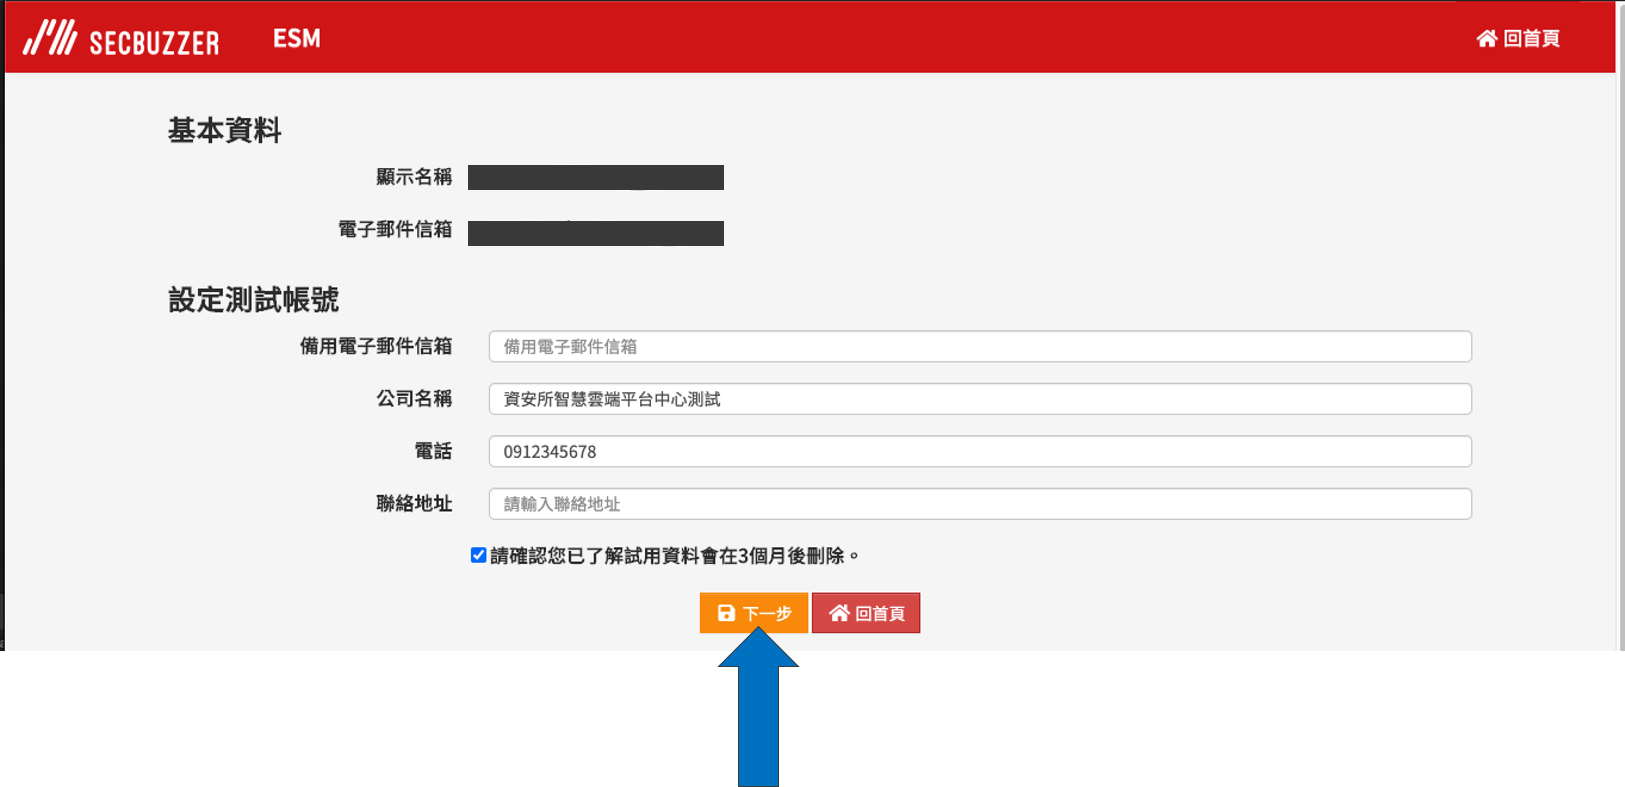 SECBUZZER ESM 回首頁
基本資料
顯示名稱
電子郵件信箱
設定測試帳號
備用電子郵件信箱 備用電子郵件信箱
公司名稱 資安所智慧雲端平台中心測試
電話 0912345678
聯絡地址 請輸入聯絡地址
請確認您已了解試用資料會在3個月後刪除。
下一步 回首頁